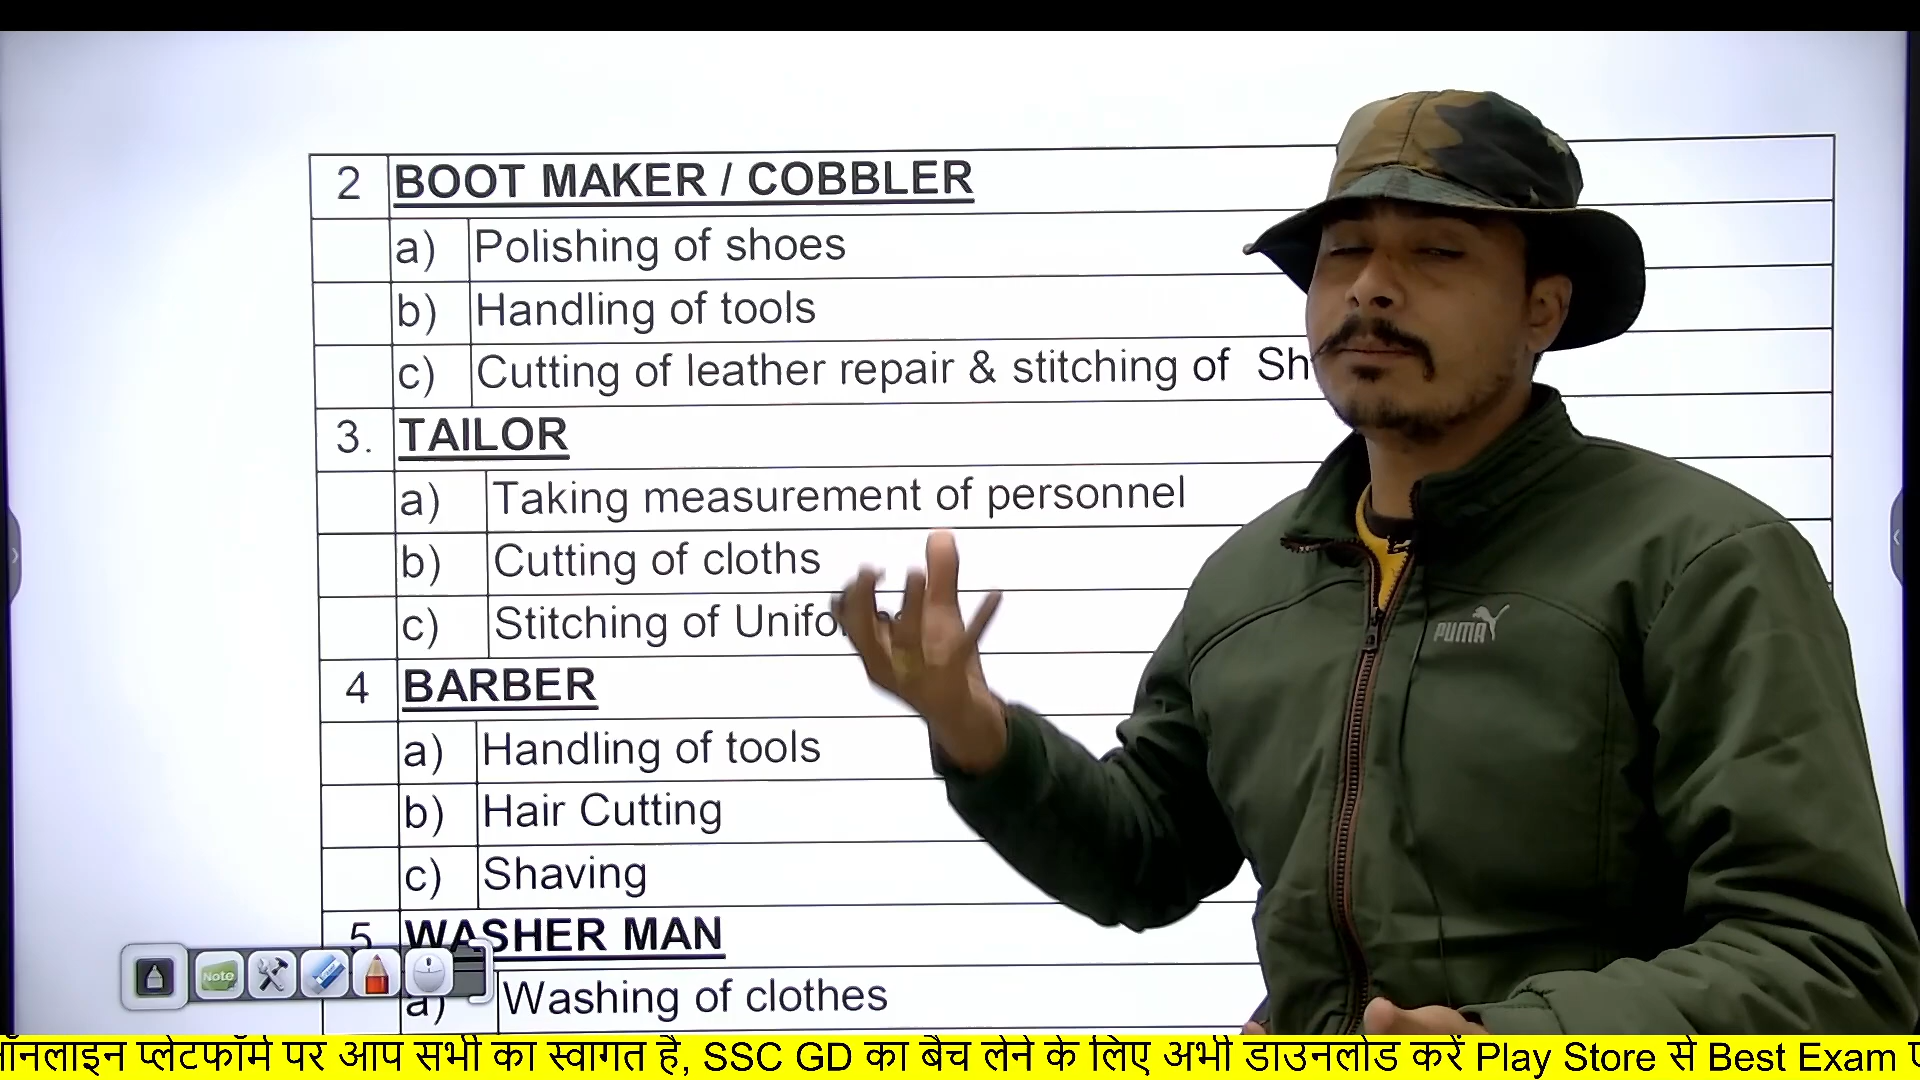 2 BOOT MAKER / COBBLER
a) Polishing of shoes
b) Handling of tools
c) Cutting of leather repair & stitching of Sh
3. TAILOR
a) Taking measurement of personnel
b) Cutting of cloths
c) Stitching of Unifo
4 BARBER
a) Handling of tools
b) Hair Cutting
c) Shaving
5 WASHER MAN
a) Washing of clothes
PUMA
Note
ऑनलाइन प्लेटफॉर्म पर आप सभी का स्वागत है, SSC GD का बैच लेने के लिए अभी डाउनलोड करें Play Store से Best Exam